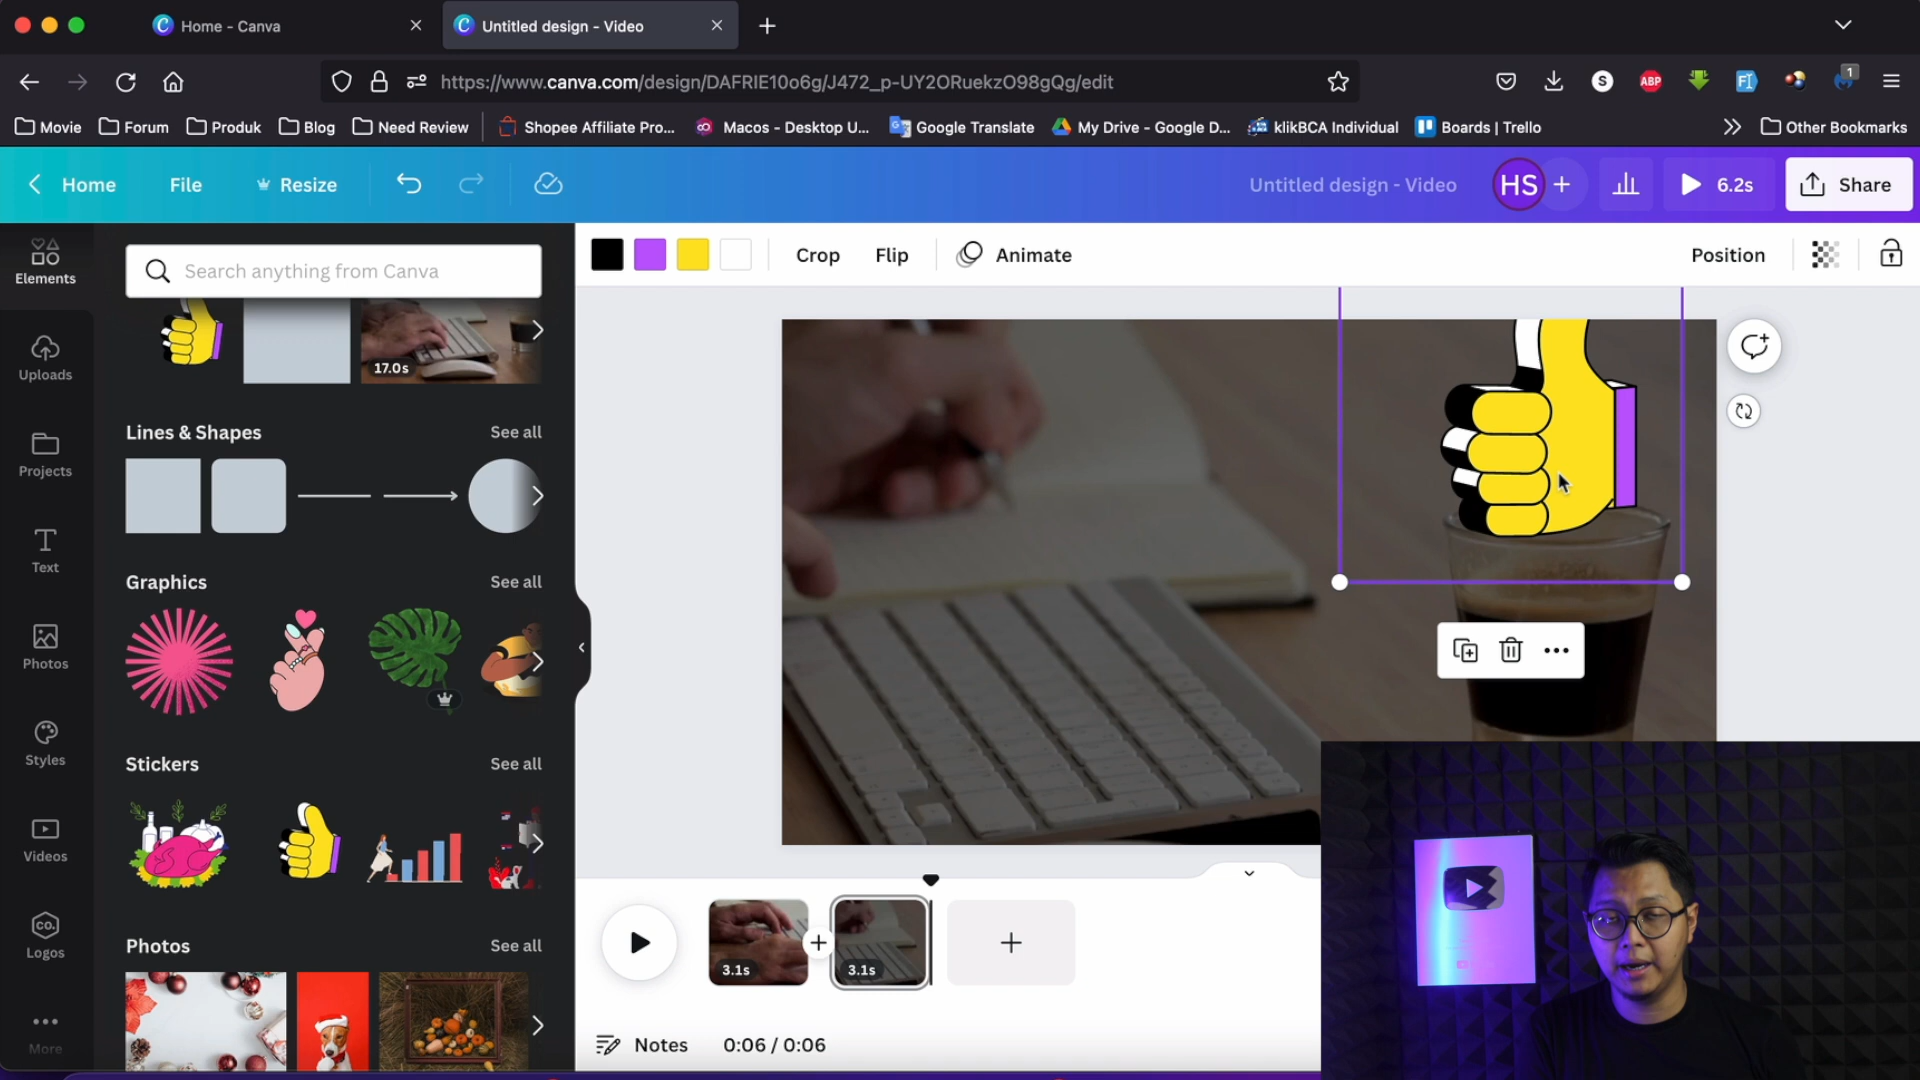 Home - Canva
Untitled design - Video
https://www.canva.com/design/DAFRIE10o6g/J472_p-UY2ORuekzO98gQg/edit
S
ABP
1
Movie
Forum
Produk
Blog
Need Review
Shopee Affiliate Pro...
Macos - Desktop U...
Google Translate
My Drive - Google D...
klikBCA Individual
Boards | Trello
Other Bookmarks
Home
File
Resize
Untitled design - Video
HS
6.2s
Share
Elements
Uploads
Projects
Text
Photos
Styles
Videos
co.
Logos
More
Search anything from Canva
17.0s
Lines & Shapes
See all
Graphics
See all
Stickers
See all
Photos
See all
Crop
Flip
Animate
Position
3.1s
3.1s
Notes
0:06 / 0:06